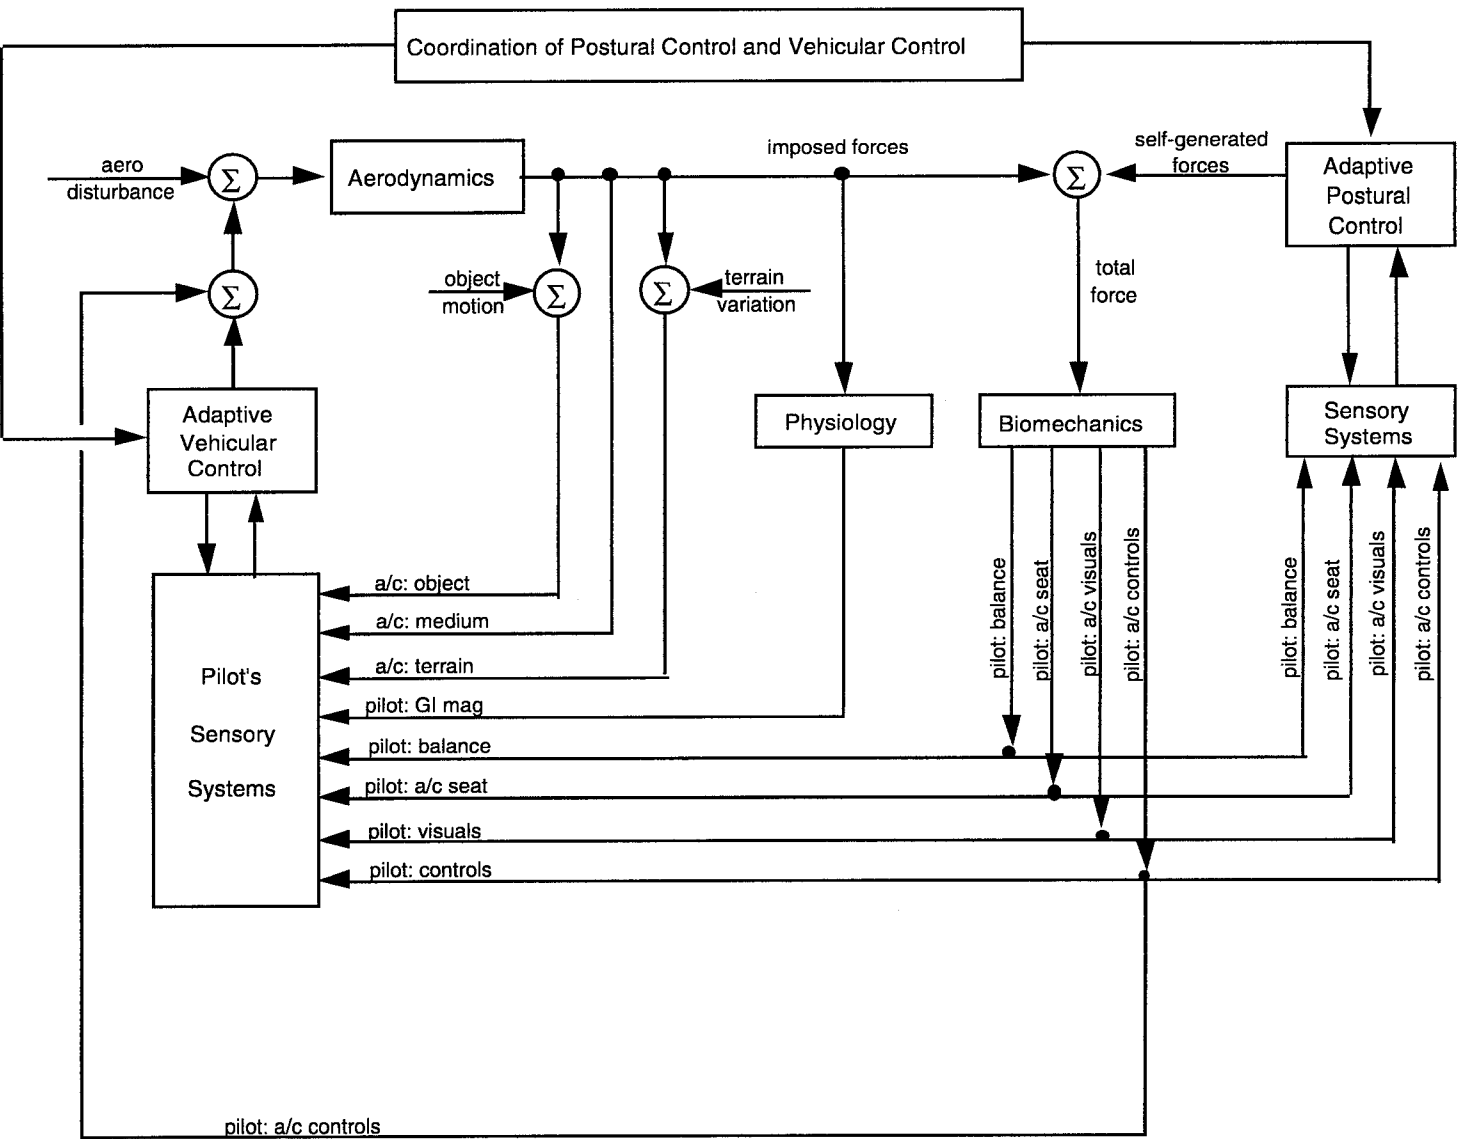 Coordination of Postural Control and Vehicular Control
aero
disturbance
Σ
Aerodynamics
imposed forces
Σ
self-generated
forces
Adaptive
Postural
Control
Σ
object
motion
Σ
Σ
terrain
variation
total
force
Adaptive
Vehicular
Control
Physiology
Biomechanics
Sensory
Systems
pilot: balance
pilot: a/c seat
pilot: a/c visuals
pilot: a/c controls
pilot: balance
pilot: a/c seat
pilot: a/c visuals
pilot: a/c controls
Pilot's
Sensory
Systems
a/c: object
a/c: medium
a/c: terrain
pilot: GI mag
pilot: balance
pilot: a/c seat
pilot: visuals
pilot: controls
pilot: a/c controls